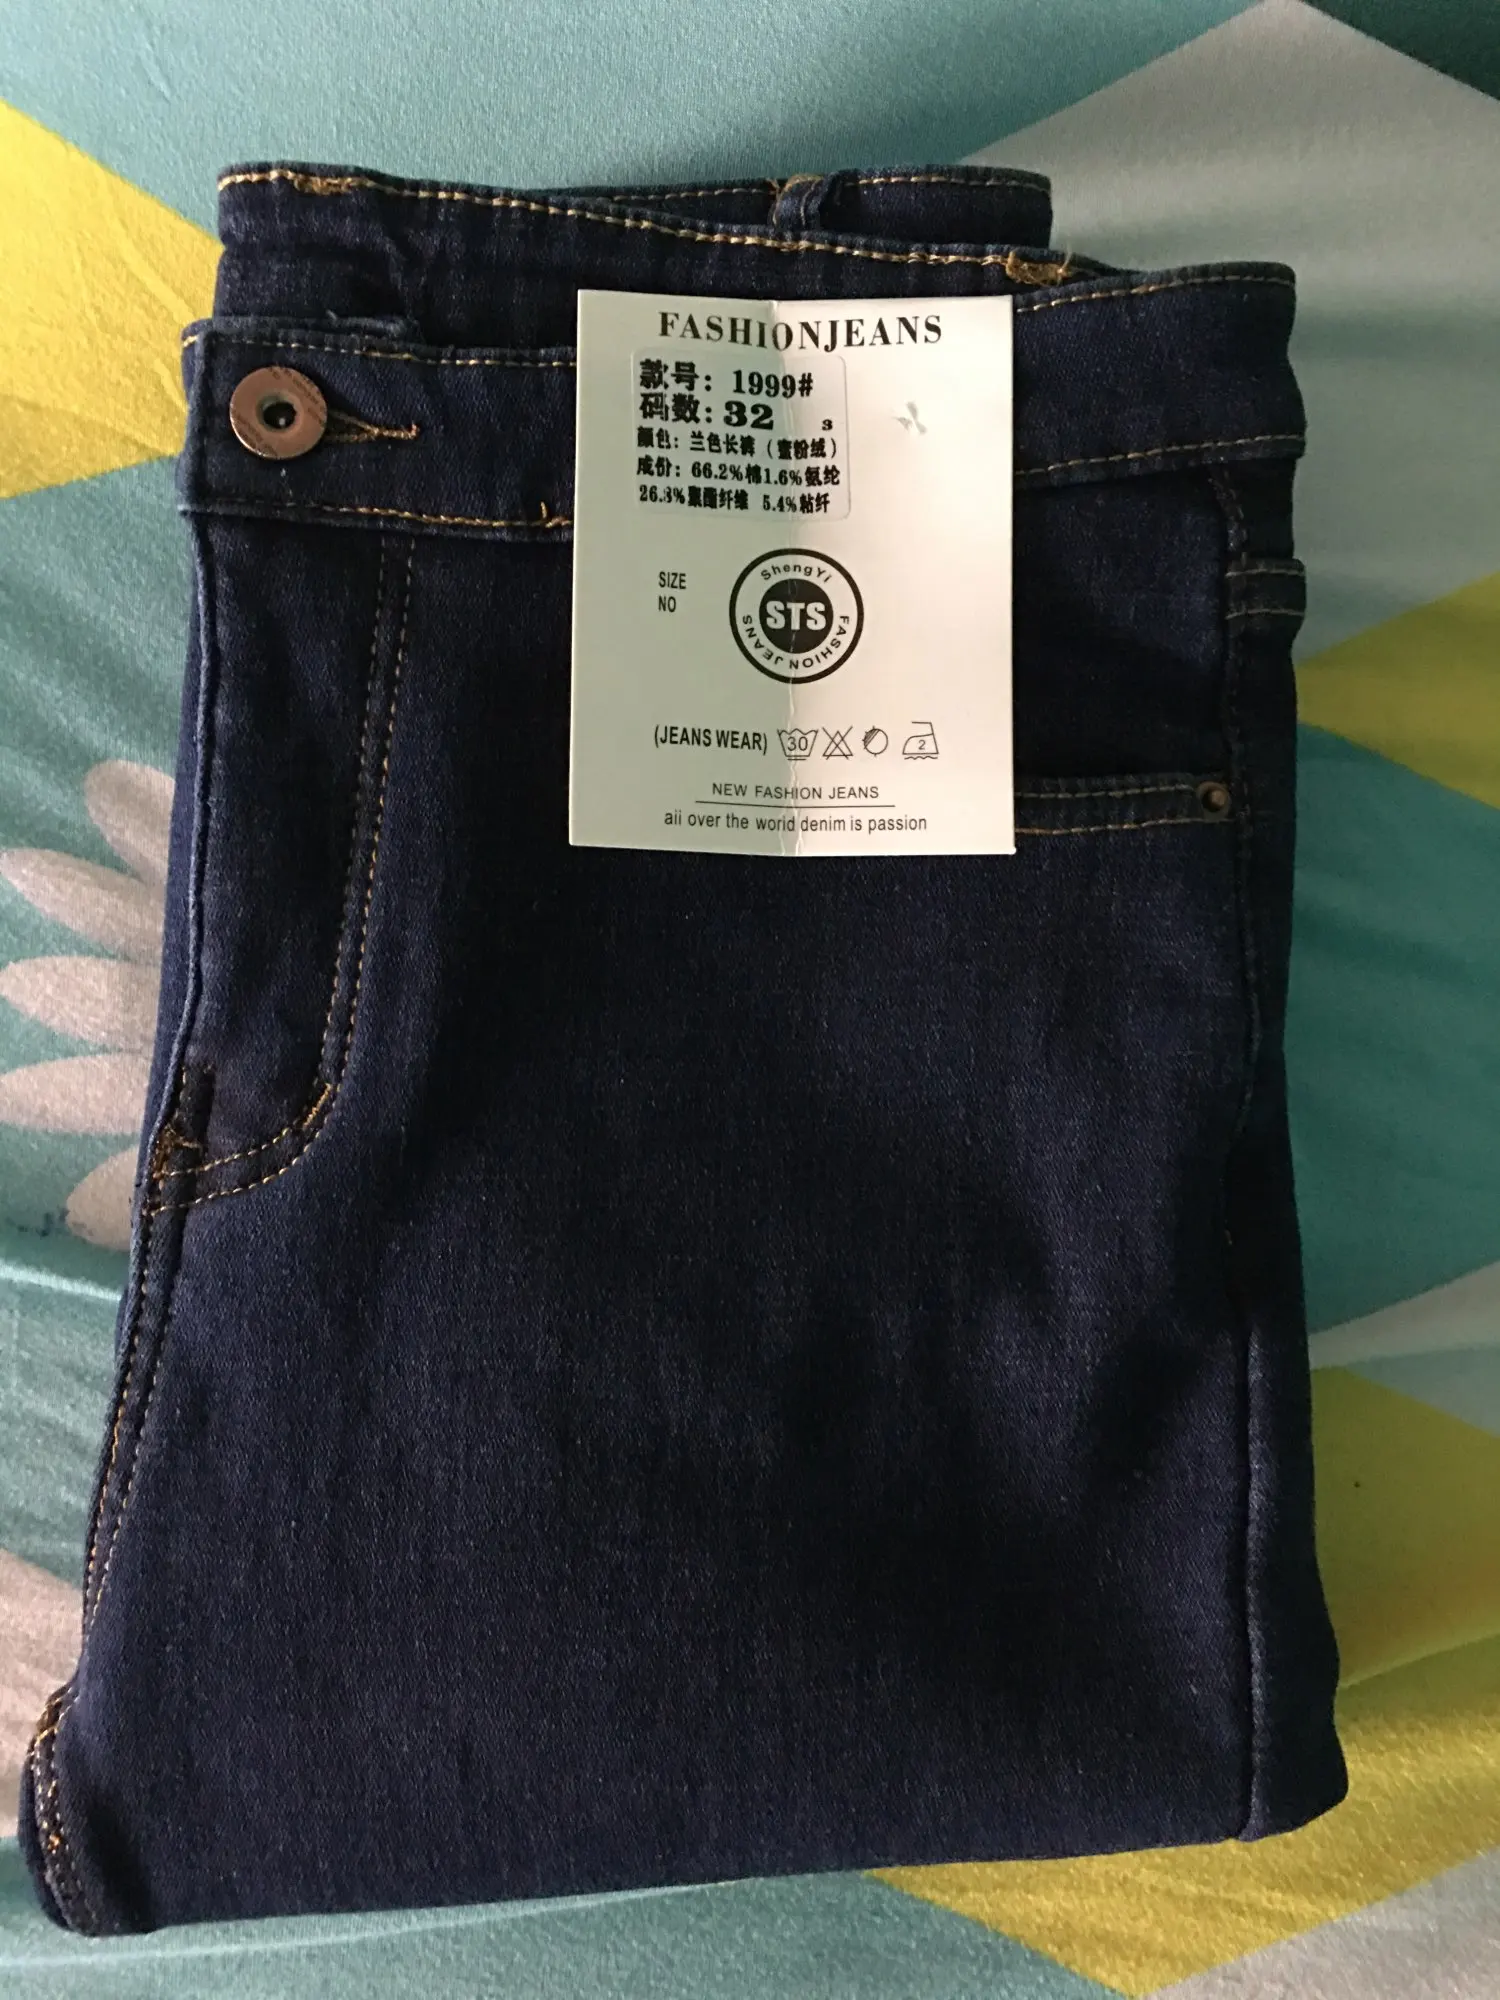 FASHIONJEANS
款号：1999#
码数：32 3
颜色：兰色长裤（蜜粉绒）
成份：66.2%棉1.6%氨纶
26.8%聚酯纤维 5.4%粘纤
SIZE
NO
ShengYi
STS
FASHION JEANS
(JEANS WEAR) 30 2
NEW FASHION JEANS
aii over the world denim is passion